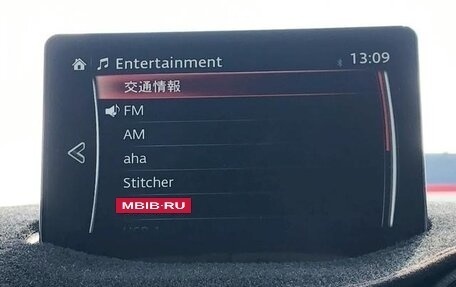 Entertainment 13:09
交通情報
FM
AM
aha
Stitcher
MBIB·RU